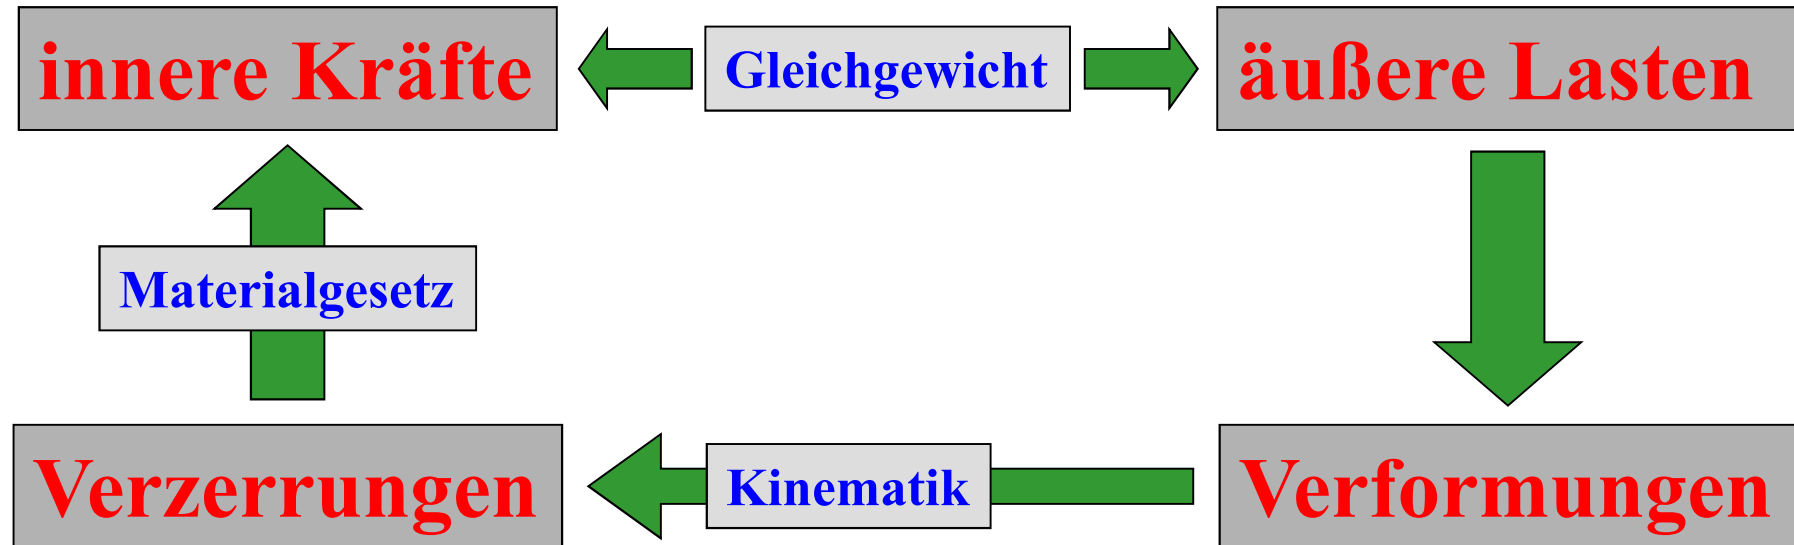 innere Kräfte
Gleichgewicht
äußere Lasten
Materialgesetz
Verzerrungen
Kinematik
Verformungen